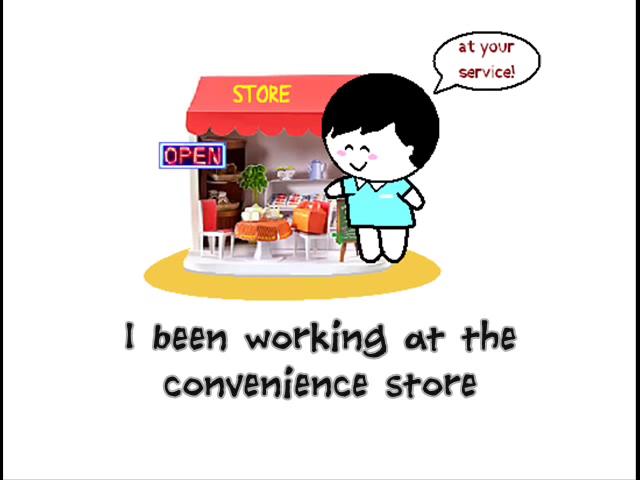 at your
service!
STORE
OPEN
I been working at the
convenience store